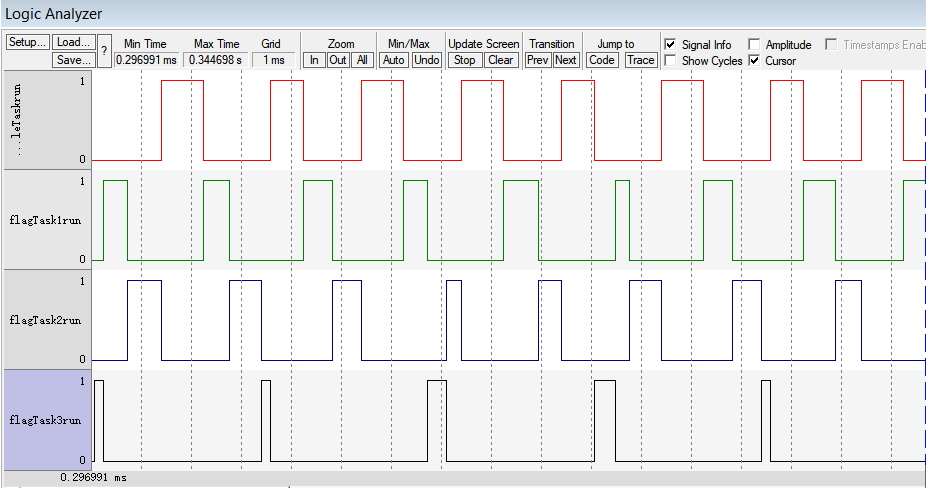 Logic Analyzer
Setup... Load... ? Min Time Max Time Grid Zoom Min/Max Update Screen Transition Jump to Signal Info Amplitude Timestamps Enab
Save... 0.296991 ms 0.344698 s 1 ms In Out All Auto Undo Stop Clear Prev Next Code Trace Show Cycles Cursor
1
...leTaskrun
0
1
flagTask1run
0
1
flagTask2run
0
1
flagTask3run
0
0.296991 ms